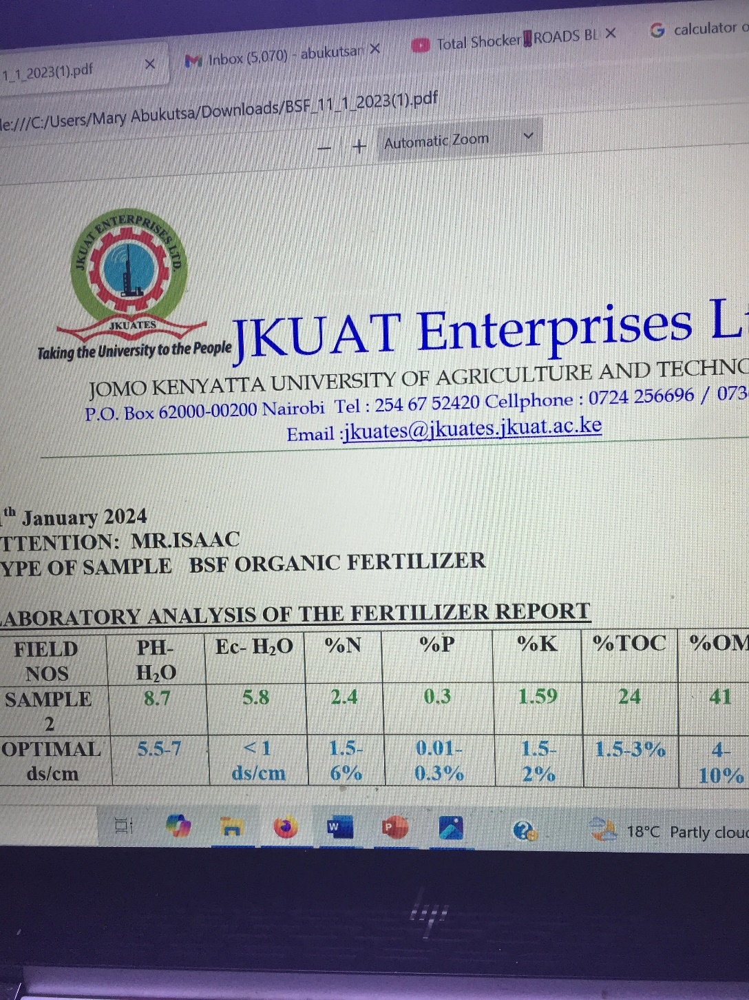 1_1_2023(1).pdf
Inbox (5,070) - abukutsan
Total Shocker‼ROADS BL
calculator o
le:///C:/Users/Mary Abukutsa/Downloads/BSF_11_1_2023(1).pdf
Automatic Zoom
JKUAT ENTERPRISES LTD.
JKUATES
Taking the University to the People
JKUAT Enterprises Lt
JOMO KENYATTA UNIVERSITY OF AGRICULTURE AND TECHNO
P.O. Box 62000-00200 Nairobi Tel : 254 67 52420 Cellphone : 0724 256696 / 073
Email :jkuates@jkuates.jkuat.ac.ke
th January 2024
TTENTION: MR.ISAAC
YPE OF SAMPLE BSF ORGANIC FERTILIZER
LABORATORY ANALYSIS OF THE FERTILIZER REPORT
FIELD NOS PH-H₂O Ec- H₂O %N %P %K %TOC %OM
SAMPLE 2 8.7 5.8 2.4 0.3 1.59 24 41
OPTIMAL ds/cm 5.5-7 < 1 ds/cm 1.5-6% 0.01-0.3% 1.5-2% 1.5-3% 4-10%
18°C Partly clou
hp